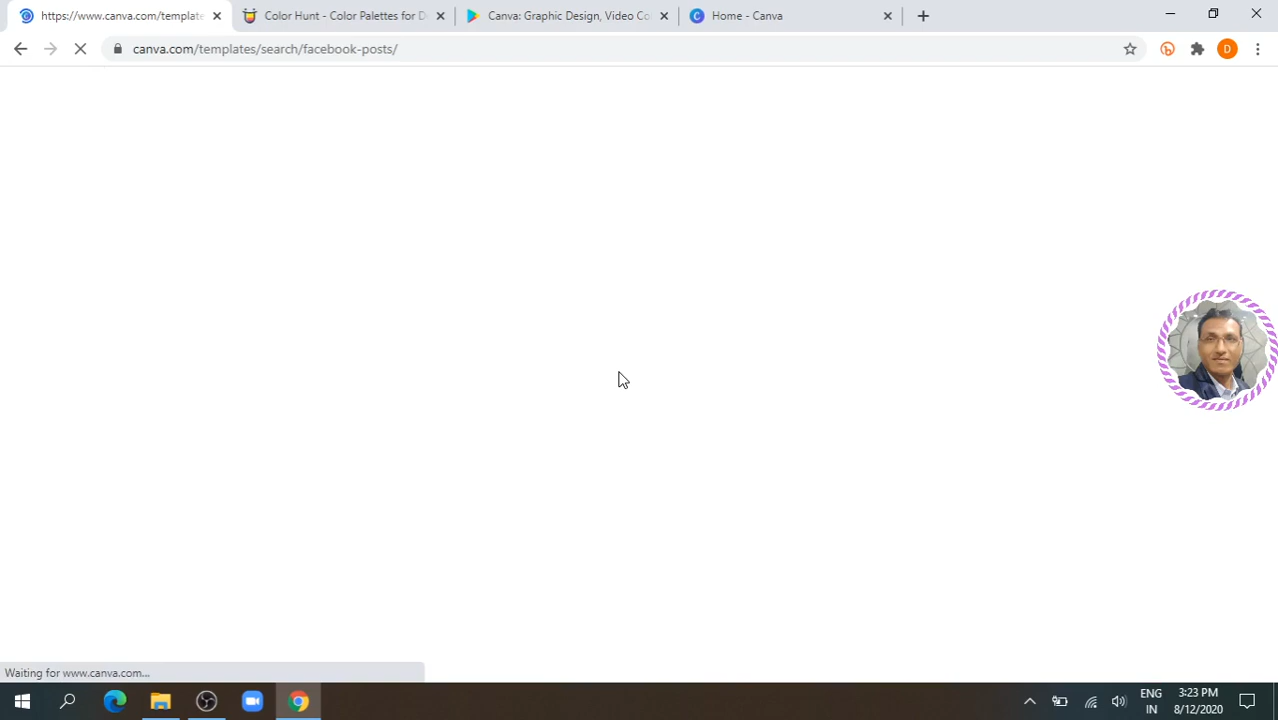 https://www.canva.com/template
Color Hunt - Color Palettes for D
Canva: Graphic Design, Video Co
Home - Canva
canva.com/templates/search/facebook-posts/
D
Waiting for www.canva.com...
ENG
IN
3:23 PM
8/12/2020